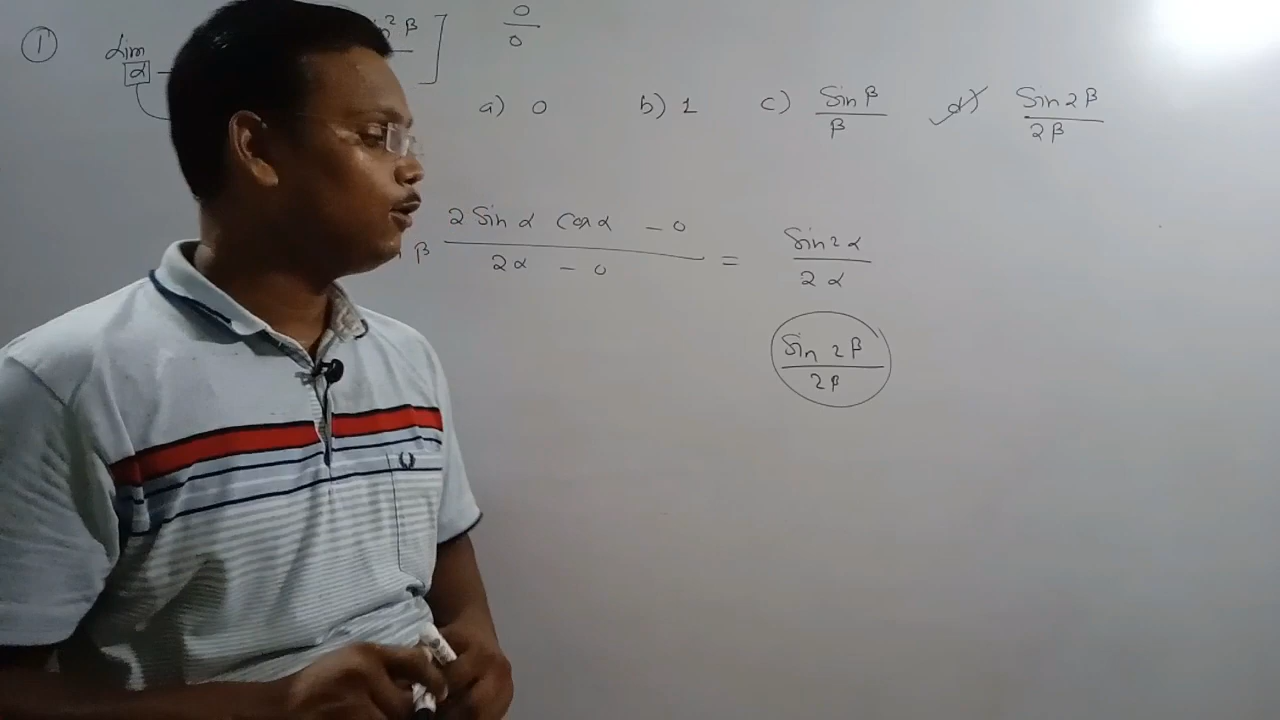 ① Lim β ] 0/0
α
a) 0 b) 1 c) Sin β / β ✓d) Sin 2β / 2β
β (2 Sin α Cos α – 0) / (2α – 0) = Sin 2α / 2α
Sin 2β / 2β